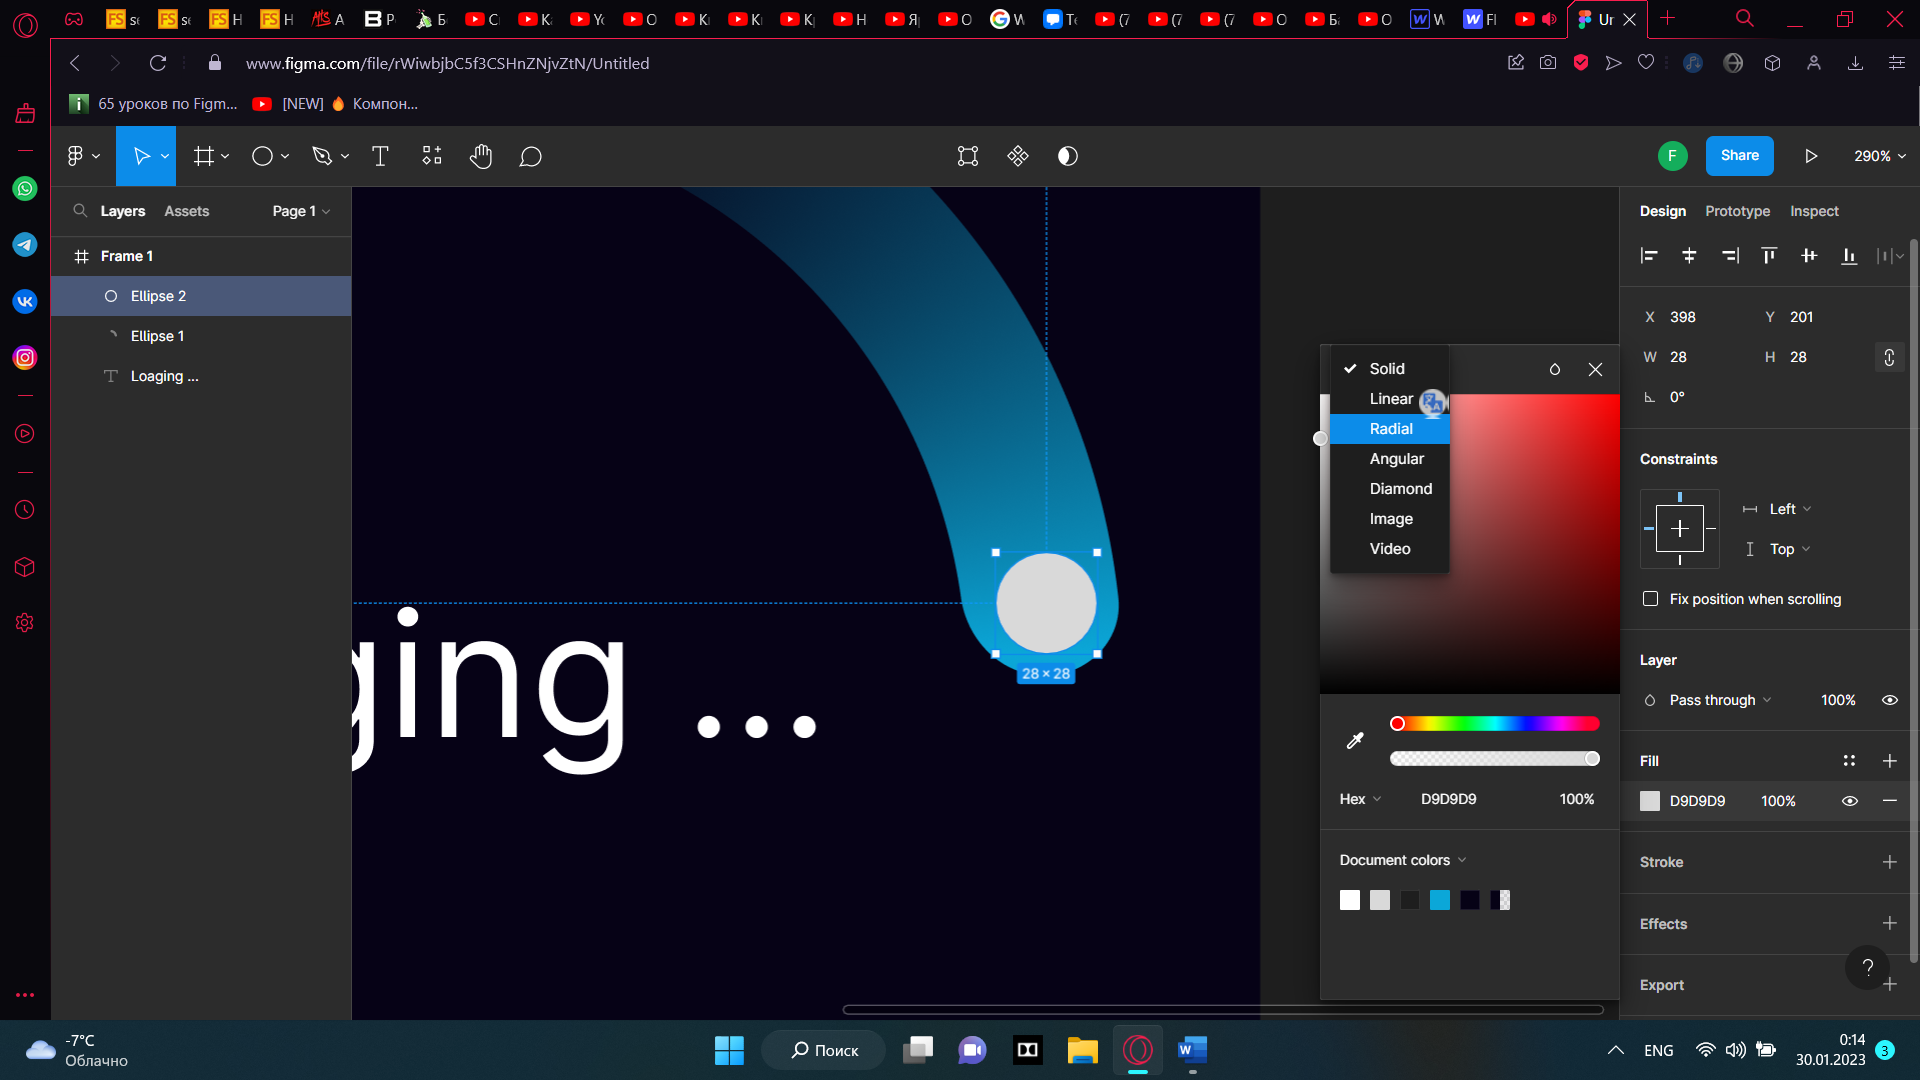 www.figma.com/file/rWiwbjbC5f3CSHnZNjvZtN/Untitled
65 уроков по Figm...
[NEW] 🔥 Компон...
F
Share
290%
Layers
Assets
Page 1
Design
Prototype
Inspect
Frame 1
Ellipse 2
Ellipse 1
Loaging ...
X 398
Y 201
W 28
H 28
0°
Solid
Linear
Radial
Angular
Diamond
Image
Video
Constraints
Left
Top
Fix position when scrolling
ging ...
28 × 28
Layer
Pass through
100%
Fill
D9D9D9
100%
Hex
D9D9D9
100%
Stroke
Document colors
Effects
Export
?
-7°C
Облачно
Поиск
ENG
0:14
30.01.2023
3